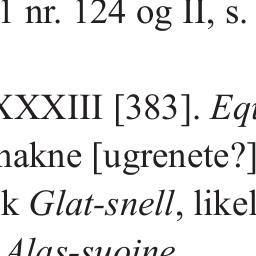 1 nr. 124 og II, s.
XXXIII [383]. Equ
nakne [ugrenete?]
k Glat-snell, likel
Alas-suoine